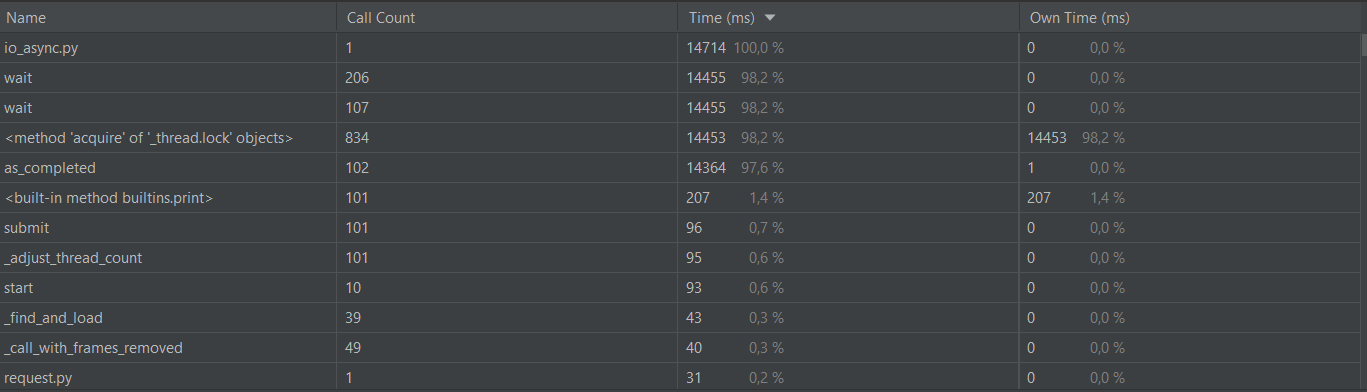 Name Call Count Time (ms) Own Time (ms)
io_async.py 1 14714 100,0 % 0 0,0 %
wait 206 14455 98,2 % 0 0,0 %
wait 107 14455 98,2 % 0 0,0 %
<method 'acquire' of '_thread.lock' objects> 834 14453 98,2 % 14453 98,2 %
as_completed 102 14364 97,6 % 1 0,0 %
<built-in method builtins.print> 101 207 1,4 % 207 1,4 %
submit 101 96 0,7 % 0 0,0 %
_adjust_thread_count 101 95 0,6 % 0 0,0 %
start 10 93 0,6 % 0 0,0 %
_find_and_load 39 43 0,3 % 0 0,0 %
_call_with_frames_removed 49 40 0,3 % 0 0,0 %
request.py 1 31 0,2 % 0 0,0 %